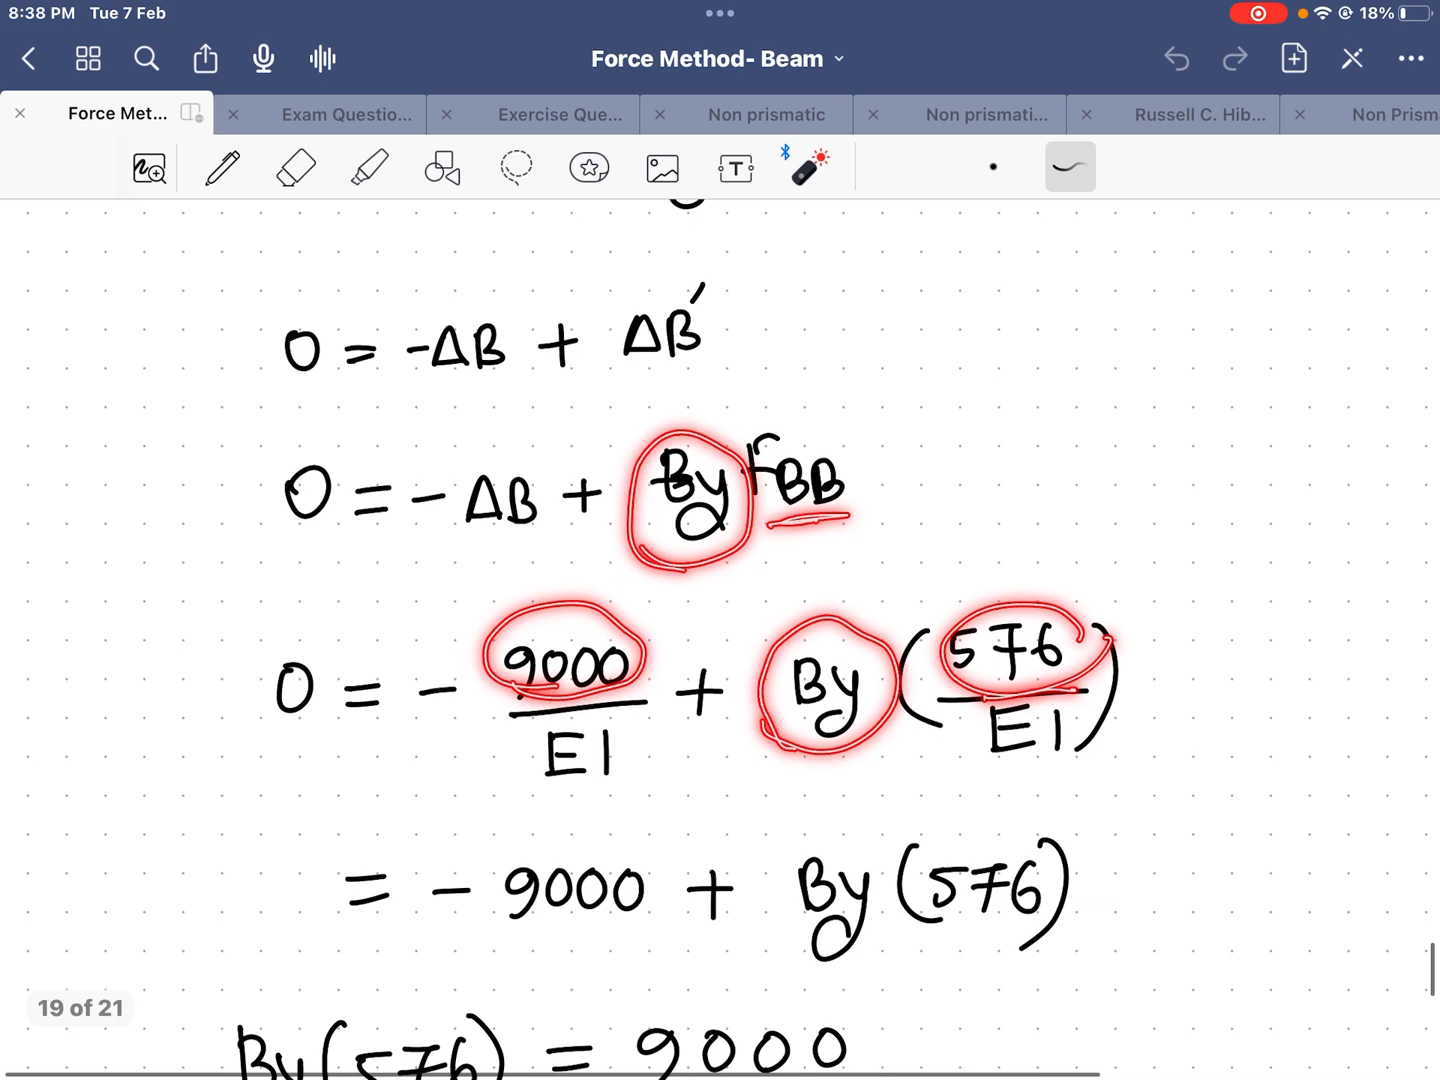 8:38 PM Tue 7 Feb
18%
Force Method- Beam
Force Met...
Exam Questio...
Exercise Que...
Non prismatic
Non prismati...
Russell C. Hib...
Non Prism
T
0 = -ΔB + ΔB′
0 = - ΔB + By FBB
0 = - 9000/EI + By (576/EI)
= - 9000 + By (576)
19 of 21
By (576) = 9000